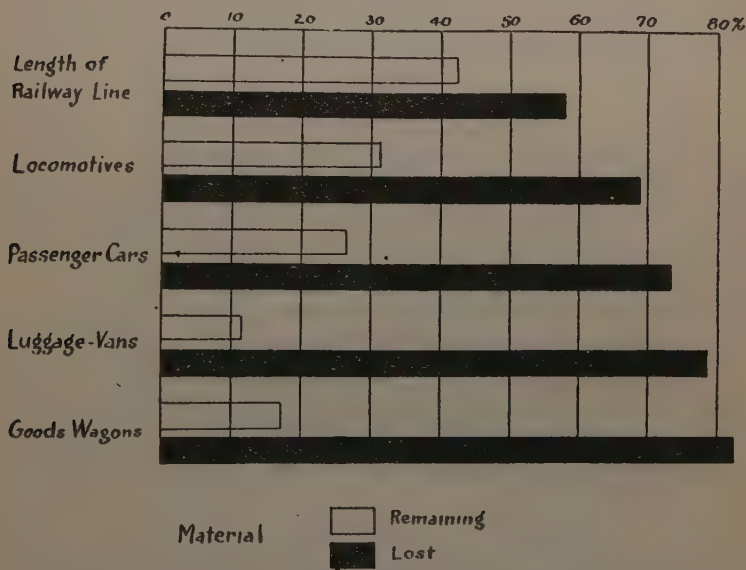 0 10 20 30 40 50 60 70 80%
Length of
Railway Line
Locomotives
Passenger Cars
Luggage-Vans
Goods Wagons
Material
Remaining
Lost